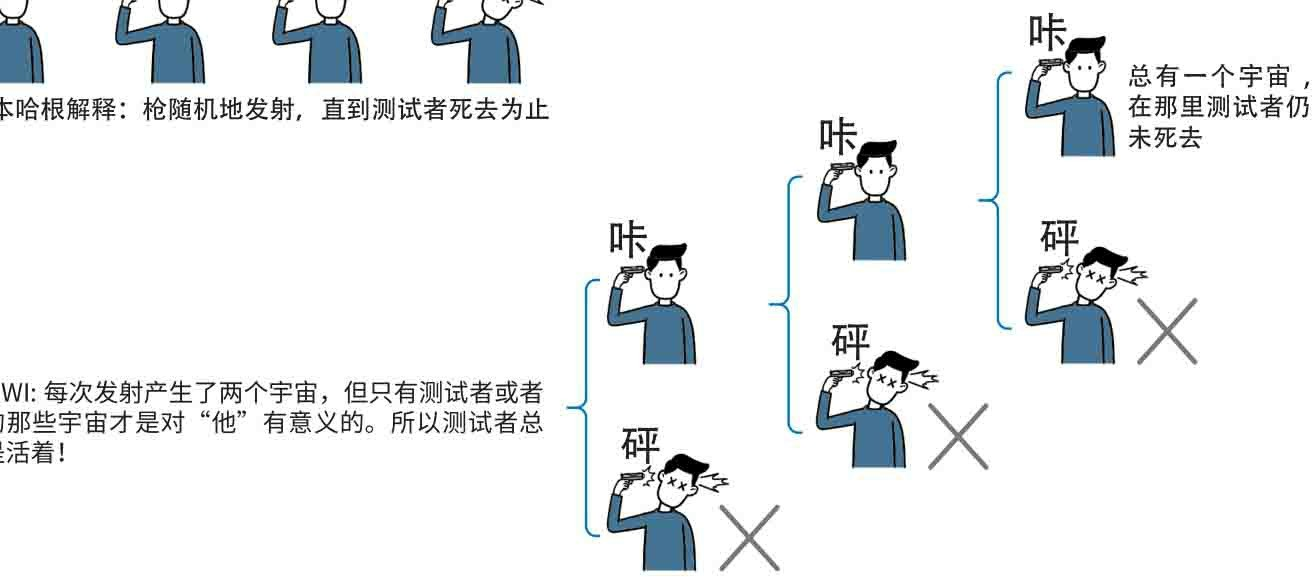 咔
总有一个宇宙，
在那里测试者仍
未死去
本哈根解释：枪随机地发射，直到测试者死去为止
咔
咔
砰
砰
WI: 每次发射产生了两个宇宙，但只有测试者或者
的那些宇宙才是对“他”有意义的。所以测试者总
是活着！
砰